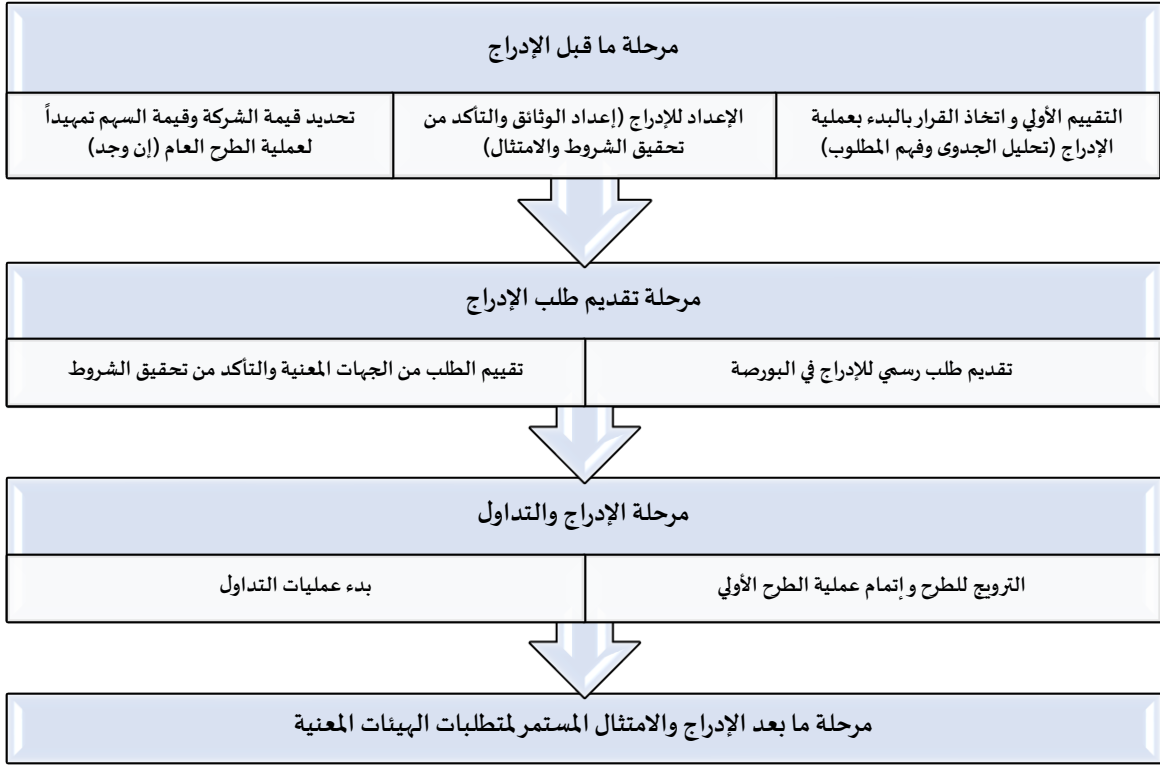 مرحلة ما قبل الإدراج
التقييم الأولي و اتخاذ القرار بالبدء بعملية
الإدراج (تحليل الجدوى وفهم المطلوب)
الإعداد للإدراج (إعداد الوثائق والتأكد من
تحقيق الشروط والامتثال)
تحديد قيمة الشركة وقيمة السهم تمهيداً
لعملية الطرح العام (إن وجد)
مرحلة تقديم طلب الإدراج
تقديم طلب رسمي للإدراج في البورصة
تقييم الطلب من الجهات المعنية والتأكد من تحقيق الشروط
مرحلة الإدراج والتداول
الترويج للطرح و إتمام عملية الطرح الأولي
بدء عمليات التداول
مرحلة ما بعد الإدراج والامتثال المستمر لمتطلبات الهيئات المعنية